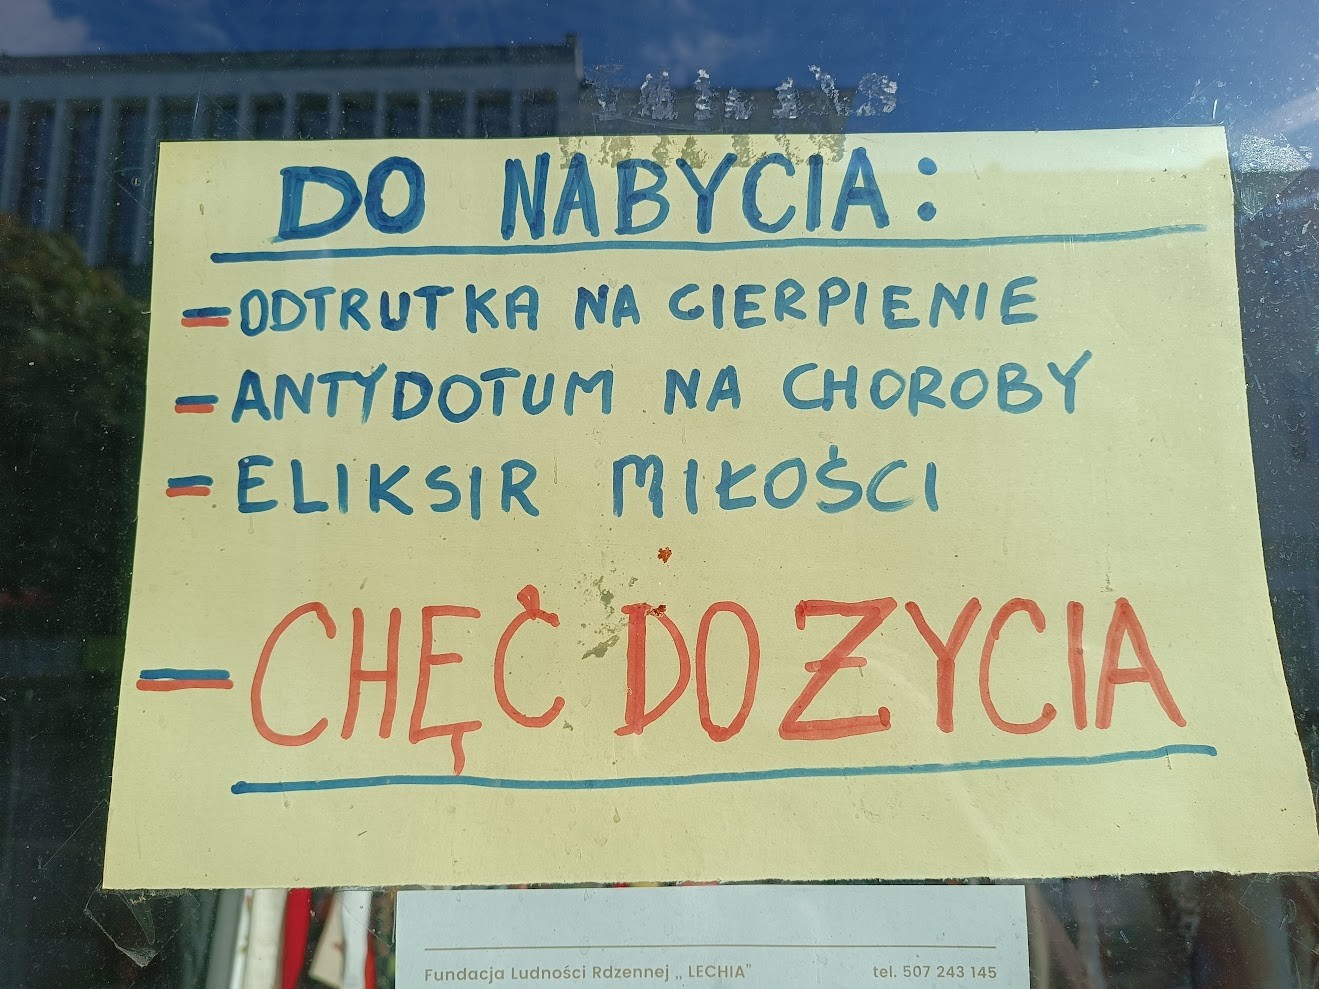 DO NABYCIA:
- ODTRUTKA NA CIERPIENIE
- ANTYDOTUM NA CHOROBY
- ELIKSIR MIŁOŚCI
- CHĘĆ DO ŻYCIA
Fundacja Ludności Rdzennej „LECHIA” tel. 507 243 145